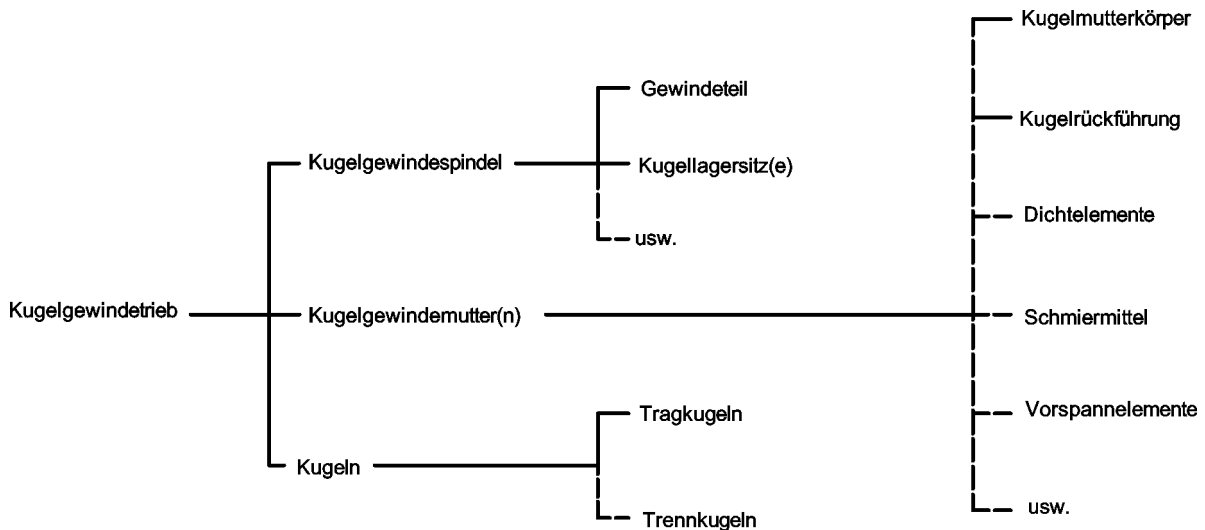 Kugelgewindetrieb
Kugelgewindespindel
Gewindeteil
Kugellagersitz(e)
usw.
Kugelgewindemutter(n)
Kugelmutterkörper
Kugelrückführung
Dichtelemente
Schmiermittel
Vorspannelemente
usw.
Kugeln
Tragkugeln
Trennkugeln